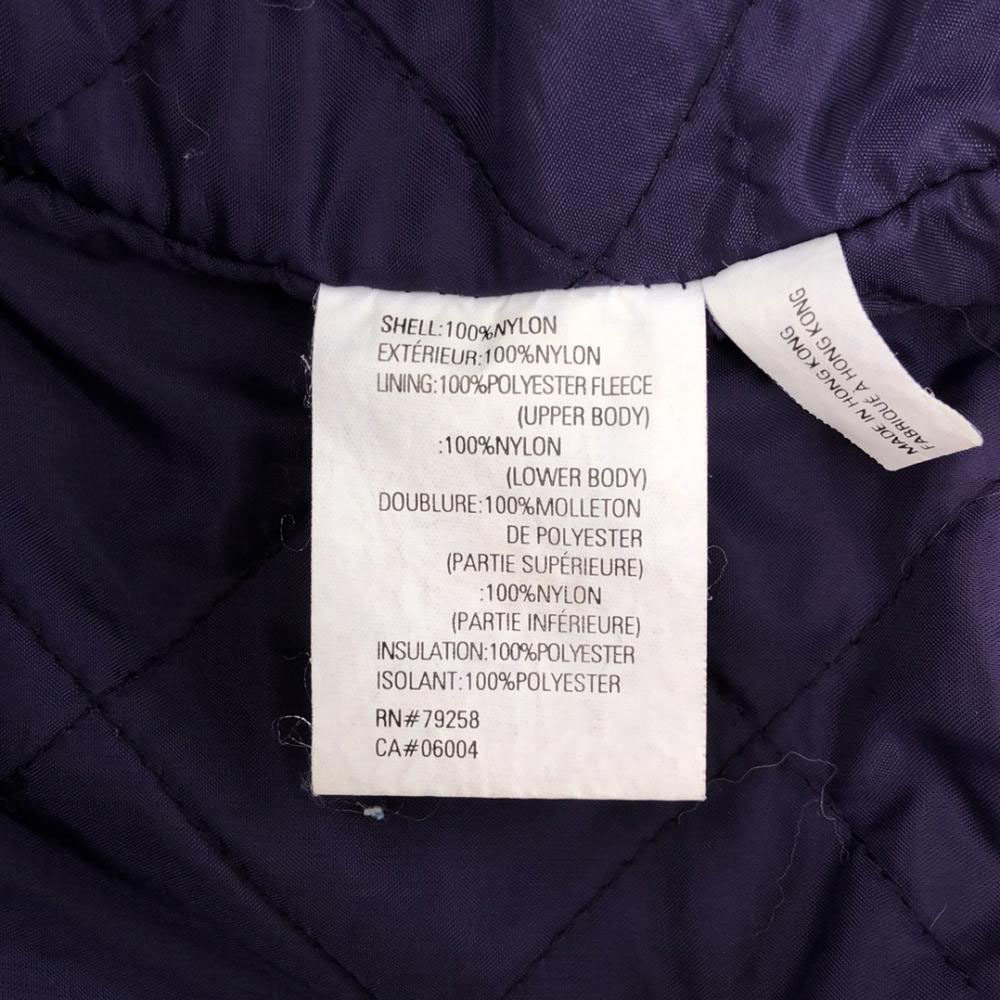 SHELL:100%NYLON
EXTÉRIEUR:100%NYLON
LINING:100%POLYESTER FLEECE
(UPPER BODY)
:100%NYLON
(LOWER BODY)
DOUBLURE:100%MOLLETON
DE POLYESTER
(PARTIE SUPÉRIEURE)
:100%NYLON
(PARTIE INFÉRIEURE)
INSULATION:100%POLYESTER
ISOLANT:100%POLYESTER
RN#79258
CA#06004
MADE IN HONG KONG
FABRIQUÉ A HONG KONG